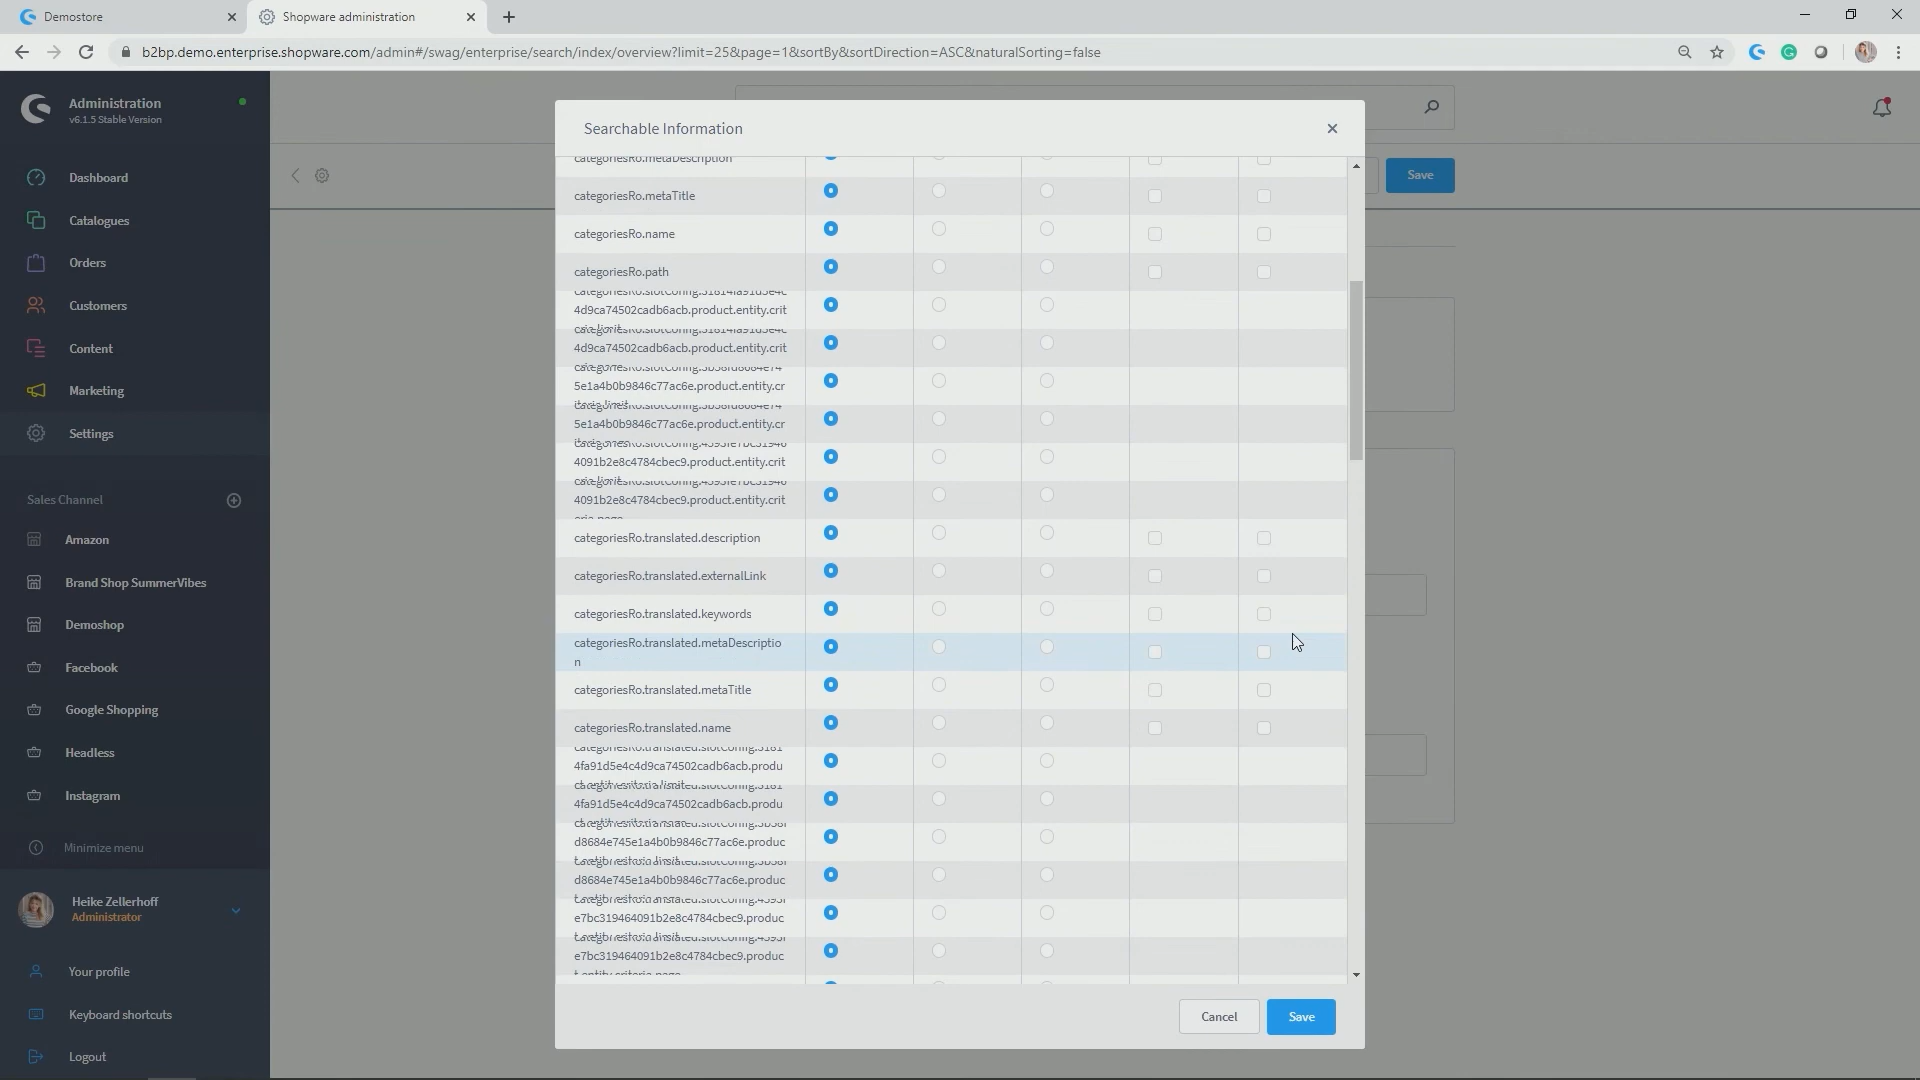 Demostore
Shopware administration
b2bp.demo.enterprise.shopware.com/admin#/swag/enterprise/search/index/overview?limit=25&page=1&sortBy&sortDirection=ASC&naturalSorting=false
Administration
v6.1.5 Stable Version
Dashboard
Catalogues
Orders
Customers
Content
Marketing
Settings
Sales Channel
Amazon
Brand Shop SummerVibes
Demoshop
Facebook
Google Shopping
Headless
Instagram
Minimize menu
Heike Zellerhoff
Administrator
Your profile
Keyboard shortcuts
Logout
Save
Searchable Information
categoriesRo.metaDescription
categoriesRo.metaTitle
categoriesRo.name
categoriesRo.path
4d9ca74502cadb6acb.product.entity.crit
4d9ca74502cadb6acb.product.entity.crit
5e1a4b0b9846c77ac6e.product.entity.cr
5e1a4b0b9846c77ac6e.product.entity.cr
4091b2e8c4784cbec9.product.entity.crit
4091b2e8c4784cbec9.product.entity.crit
categoriesRo.translated.description
categoriesRo.translated.externalLink
categoriesRo.translated.keywords
categoriesRo.translated.metaDescriptio
n
categoriesRo.translated.metaTitle
categoriesRo.translated.name
4fa91d5e4c4d9ca74502cadb6acb.produ
4fa91d5e4c4d9ca74502cadb6acb.produ
d8684e745e1a4b0b9846c77ac6e.produc
d8684e745e1a4b0b9846c77ac6e.produc
e7bc319464091b2e8c4784cbec9.produc
e7bc319464091b2e8c4784cbec9.produc
Cancel
Save